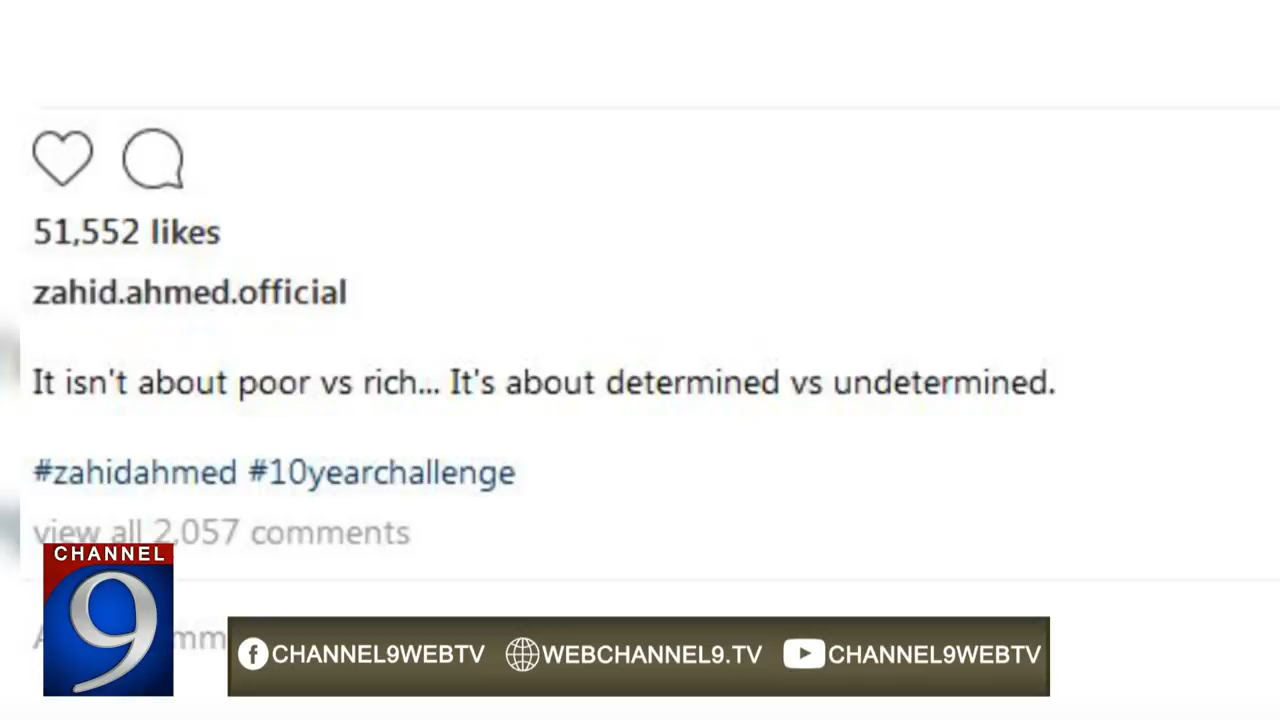 51,552 likes
zahid.ahmed.official
It isn't about poor vs rich... It's about determined vs undetermined.
#zahidahmed #10yearchallenge
view all 2,057 comments
CHANNEL
9
CHANNEL9WEBTV WEBCHANNEL9.TV CHANNEL9WEBTV